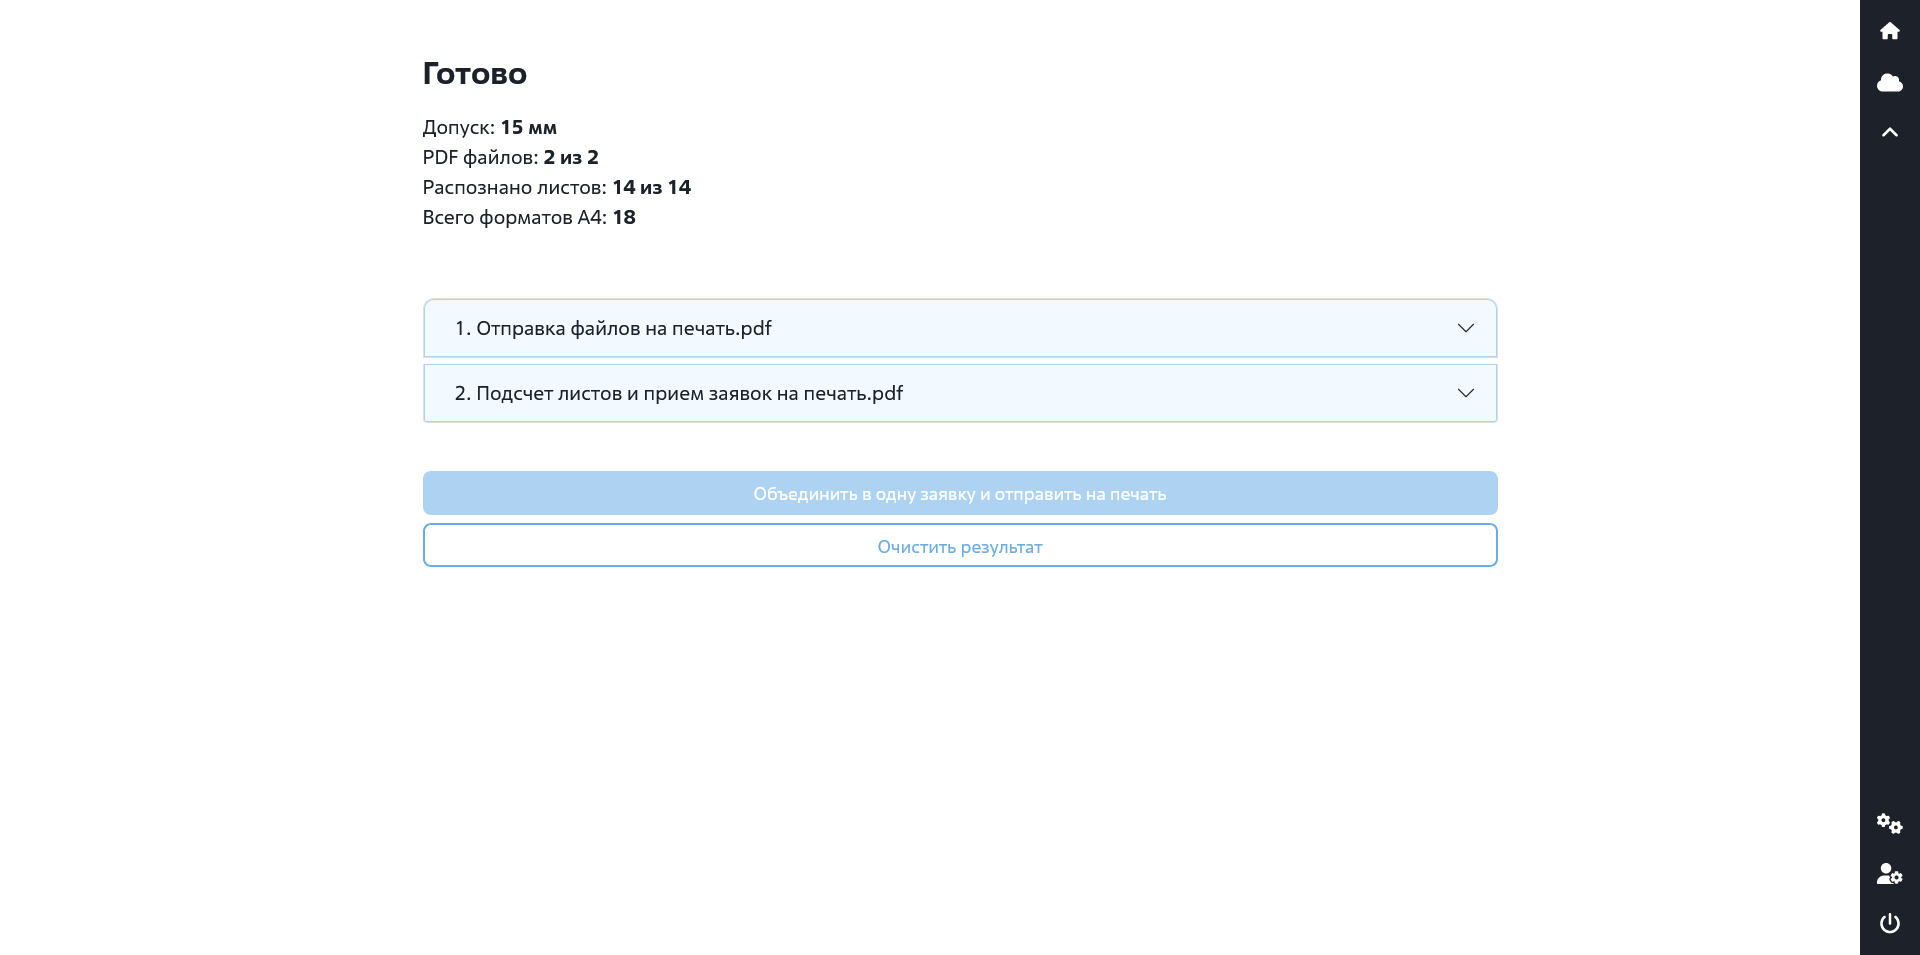 Готово
Допуск: 15 мм
PDF файлов: 2 из 2
Распознано листов: 14 из 14
Всего форматов А4: 18
1. Отправка файлов на печать.pdf
2. Подсчет листов и прием заявок на печать.pdf
Объединить в одну заявку и отправить на печать
Очистить результат